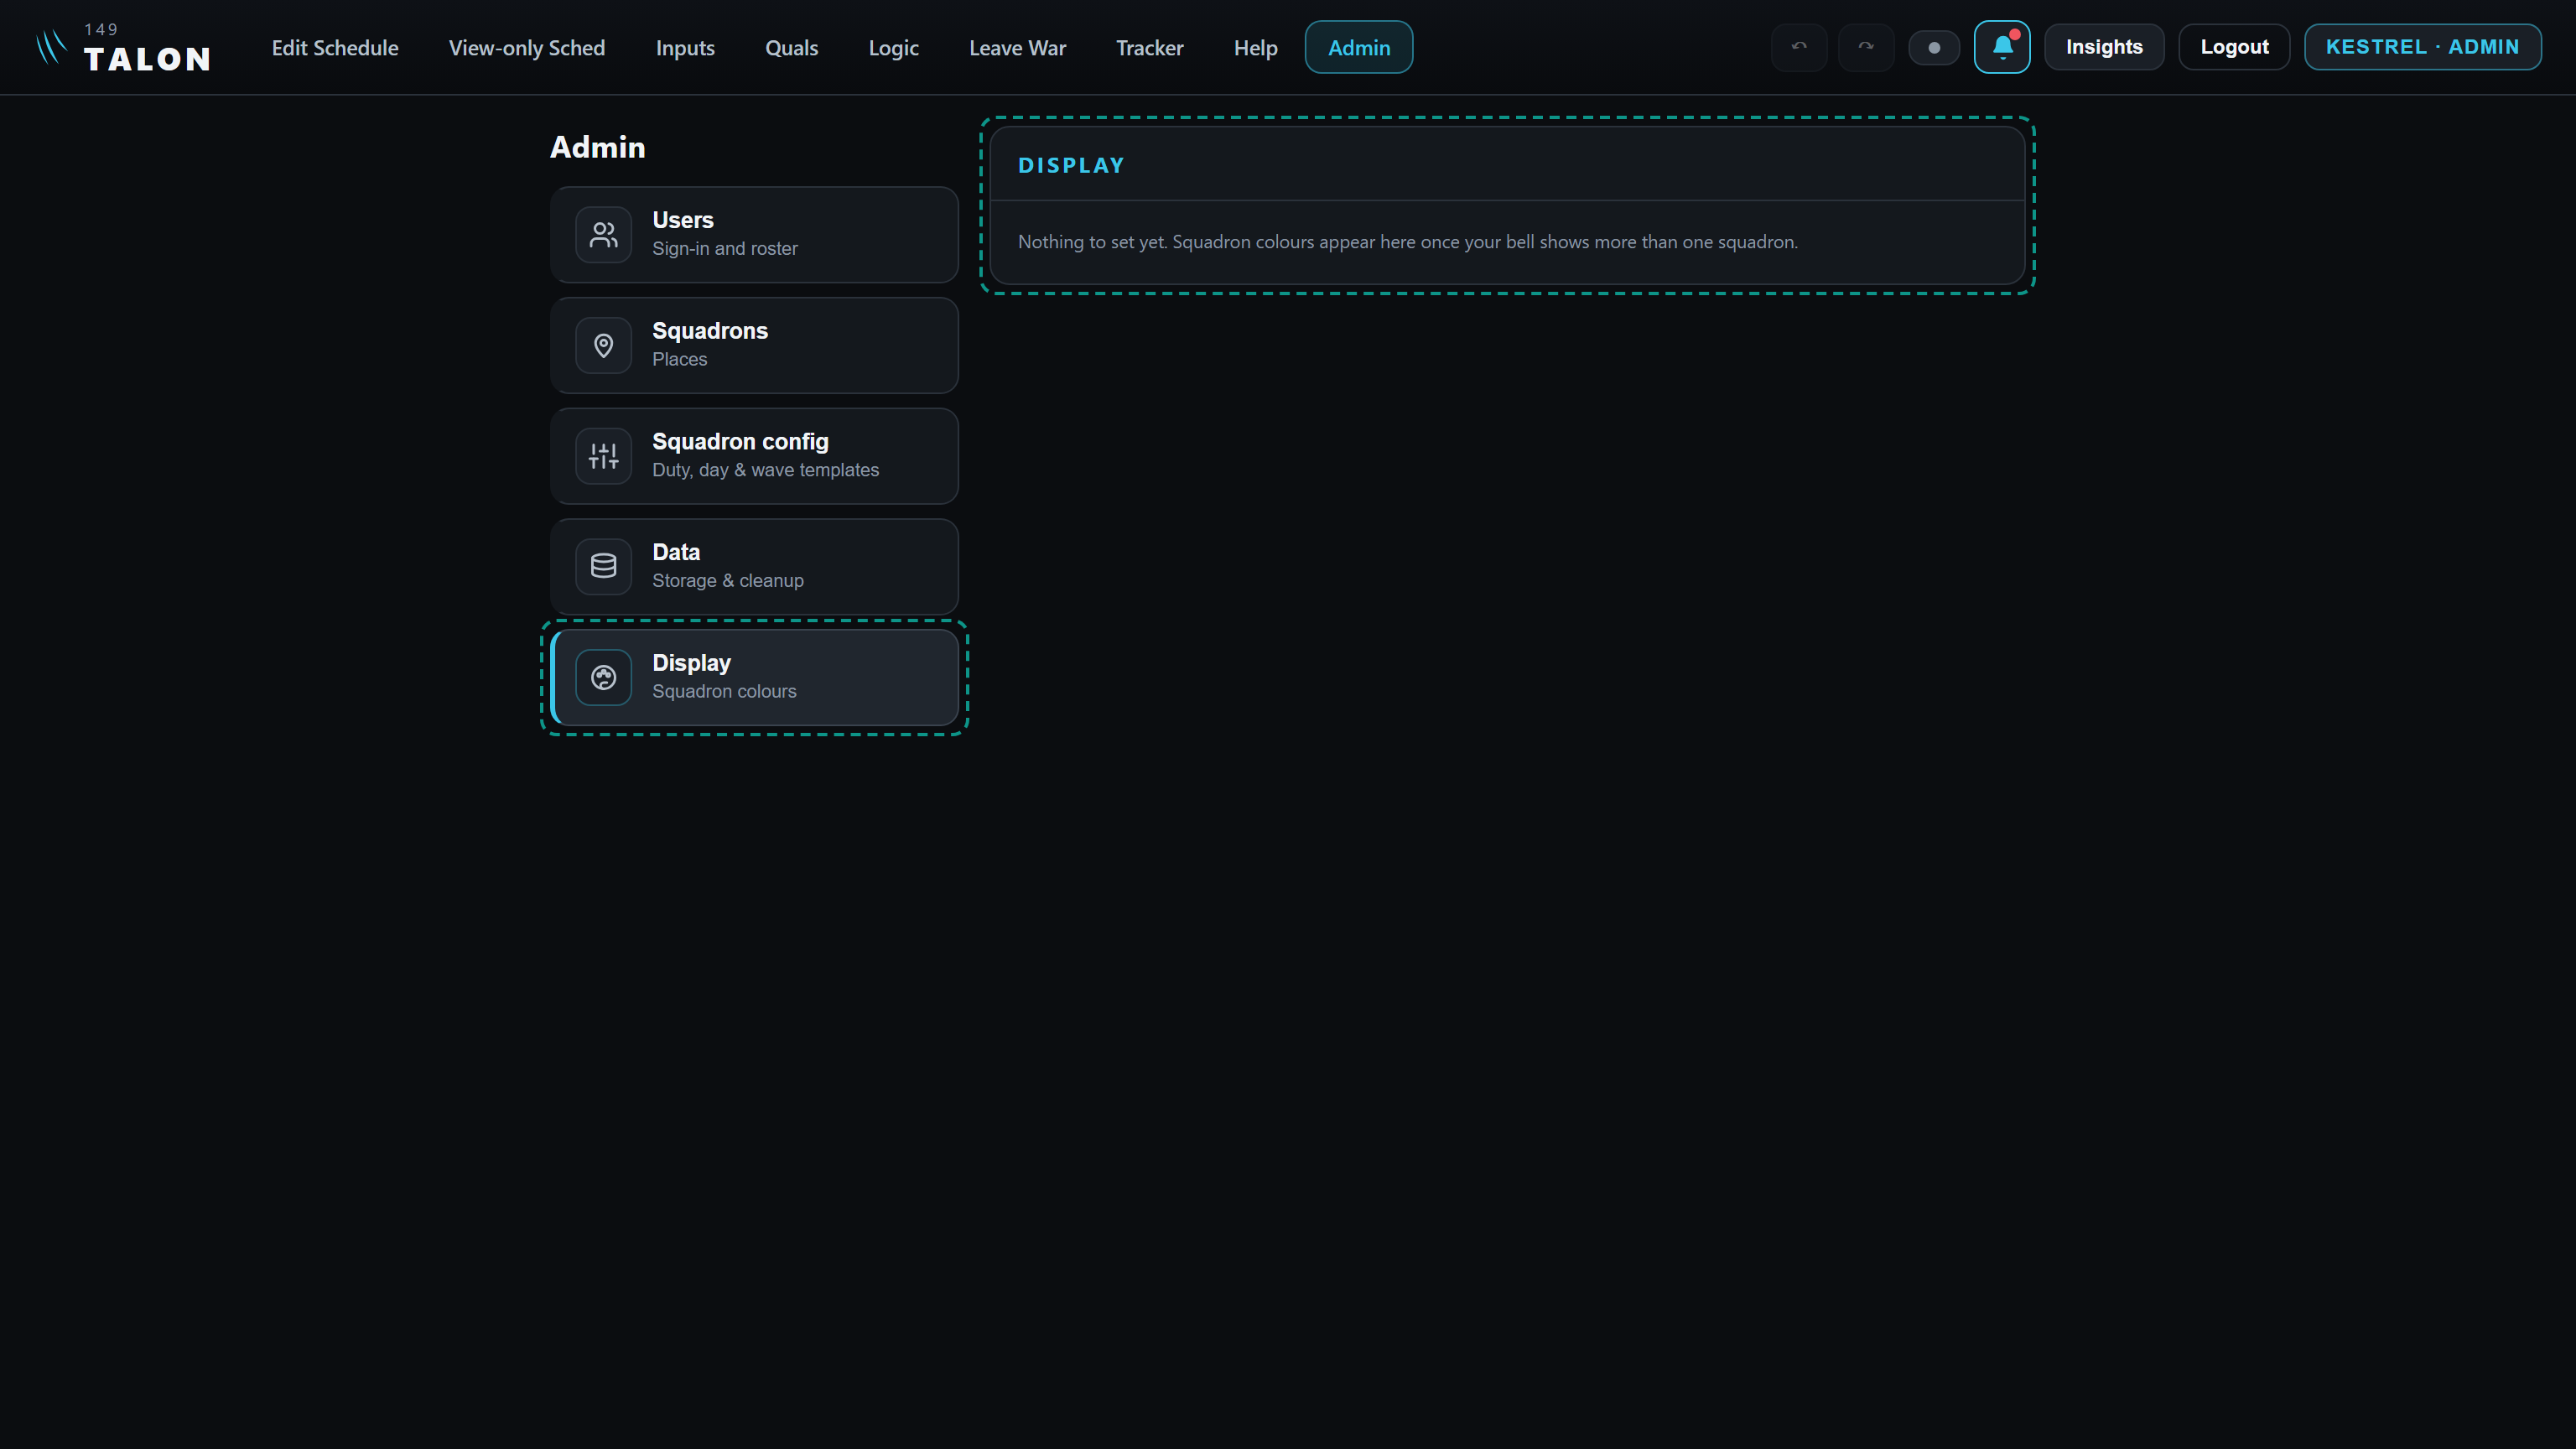 149
TALON
Edit Schedule
View-only Sched
Inputs
Quals
Logic
Leave War
Tracker
Help
Admin
Insights
Logout
KESTREL · ADMIN
Admin
Users
Sign-in and roster
Squadrons
Places
Squadron config
Duty, day & wave templates
Data
Storage & cleanup
Display
Squadron colours
DISPLAY
Nothing to set yet. Squadron colours appear here once your bell shows more than one squadron.